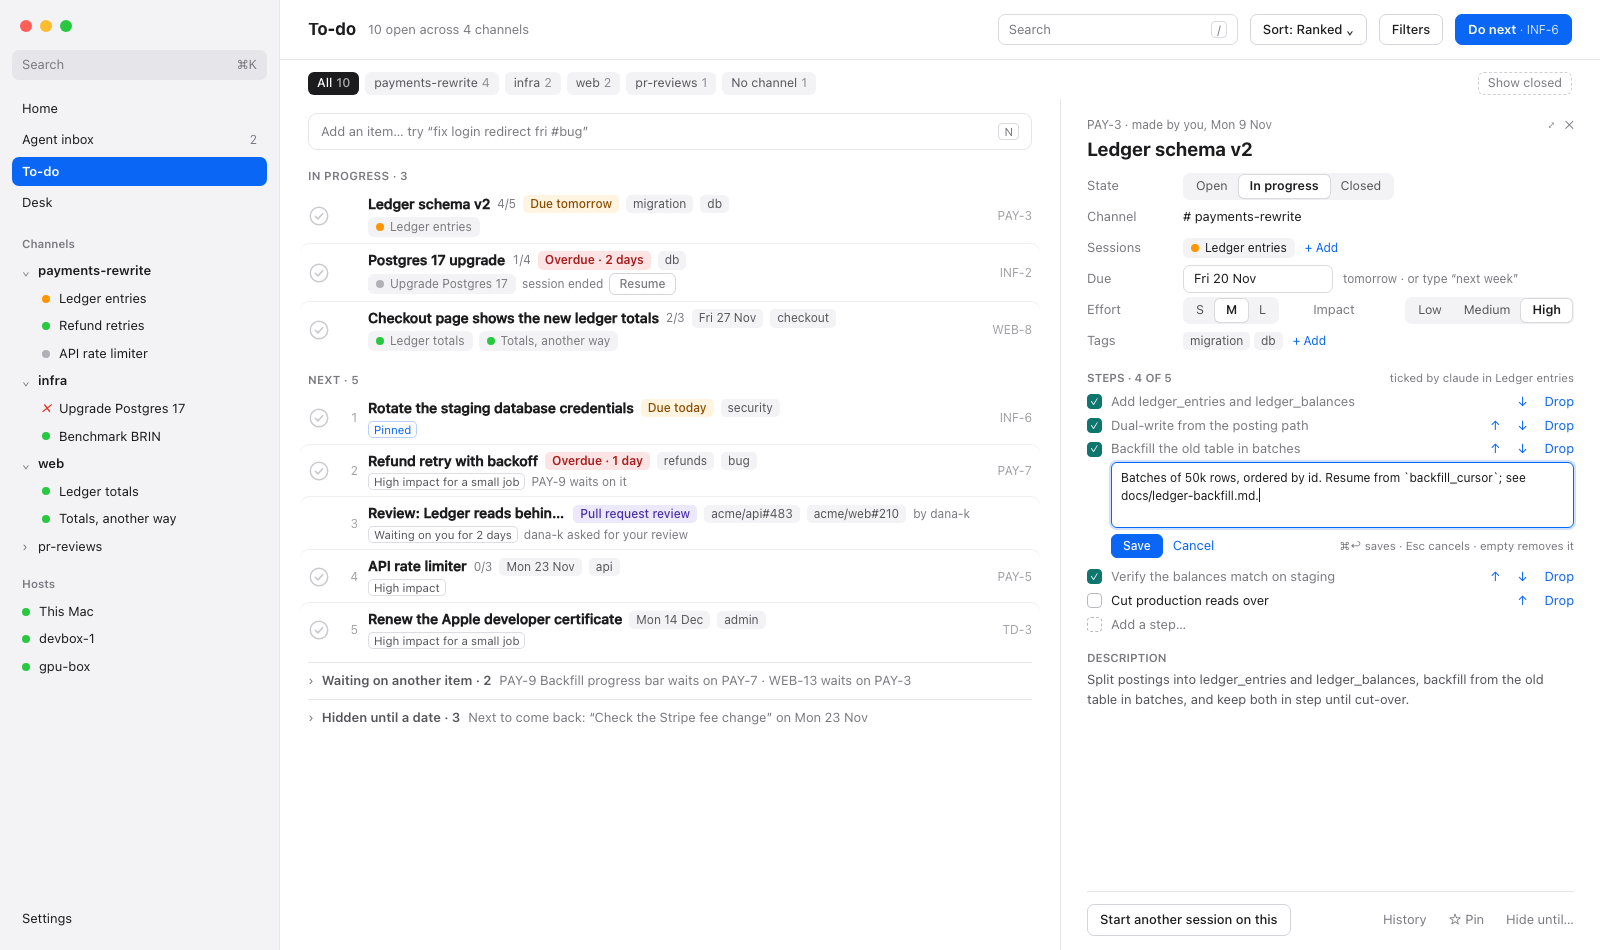 Search ⌘K
Home
Agent inbox 2
To-do
Desk
Channels
payments-rewrite
Ledger entries
Refund retries
API rate limiter
infra
Upgrade Postgres 17
Benchmark BRIN
web
Ledger totals
Totals, another way
pr-reviews
Hosts
This Mac
devbox-1
gpu-box
Settings
To-do 10 open across 4 channels
Search /
Sort: Ranked
Filters
Do next · INF-6
All 10
payments-rewrite 4
infra 2
web 2
pr-reviews 1
No channel 1
Show closed
Add an item… try “fix login redirect fri #bug” N
IN PROGRESS · 3
Ledger schema v2 4/5 Due tomorrow migration db
Ledger entries
PAY-3
Postgres 17 upgrade 1/4 Overdue · 2 days db
Upgrade Postgres 17 session ended Resume
INF-2
Checkout page shows the new ledger totals 2/3 Fri 27 Nov checkout
Ledger totals Totals, another way
WEB-8
NEXT · 5
1 Rotate the staging database credentials Due today security
Pinned
INF-6
2 Refund retry with backoff Overdue · 1 day refunds bug
High impact for a small job PAY-9 waits on it
PAY-7
3 Review: Ledger reads behin… Pull request review acme/api#483 acme/web#210 by dana-k
Waiting on you for 2 days dana-k asked for your review
4 API rate limiter 0/3 Mon 23 Nov api
High impact
PAY-5
5 Renew the Apple developer certificate Mon 14 Dec admin
High impact for a small job
TD-3
Waiting on another item · 2 PAY-9 Backfill progress bar waits on PAY-7 · WEB-13 waits on PAY-3
Hidden until a date · 3 Next to come back: “Check the Stripe fee change” on Mon 23 Nov
PAY-3 · made by you, Mon 9 Nov
Ledger schema v2
State Open In progress Closed
Channel # payments-rewrite
Sessions Ledger entries + Add
Due Fri 20 Nov tomorrow · or type “next week”
Effort S M L Impact Low Medium High
Tags migration db + Add
STEPS · 4 OF 5 ticked by claude in Ledger entries
Add ledger_entries and ledger_balances ↓ Drop
Dual-write from the posting path ↑ ↓ Drop
Backfill the old table in batches ↑ ↓ Drop
Batches of 50k rows, ordered by id. Resume from `backfill_cursor`; see
docs/ledger-backfill.md.
Save Cancel ⌘↩ saves · Esc cancels · empty removes it
Verify the balances match on staging ↑ ↓ Drop
Cut production reads over ↑ Drop
Add a step…
DESCRIPTION
Split postings into ledger_entries and ledger_balances, backfill from the old
table in batches, and keep both in step until cut-over.
Start another session on this
History
☆ Pin
Hide until…